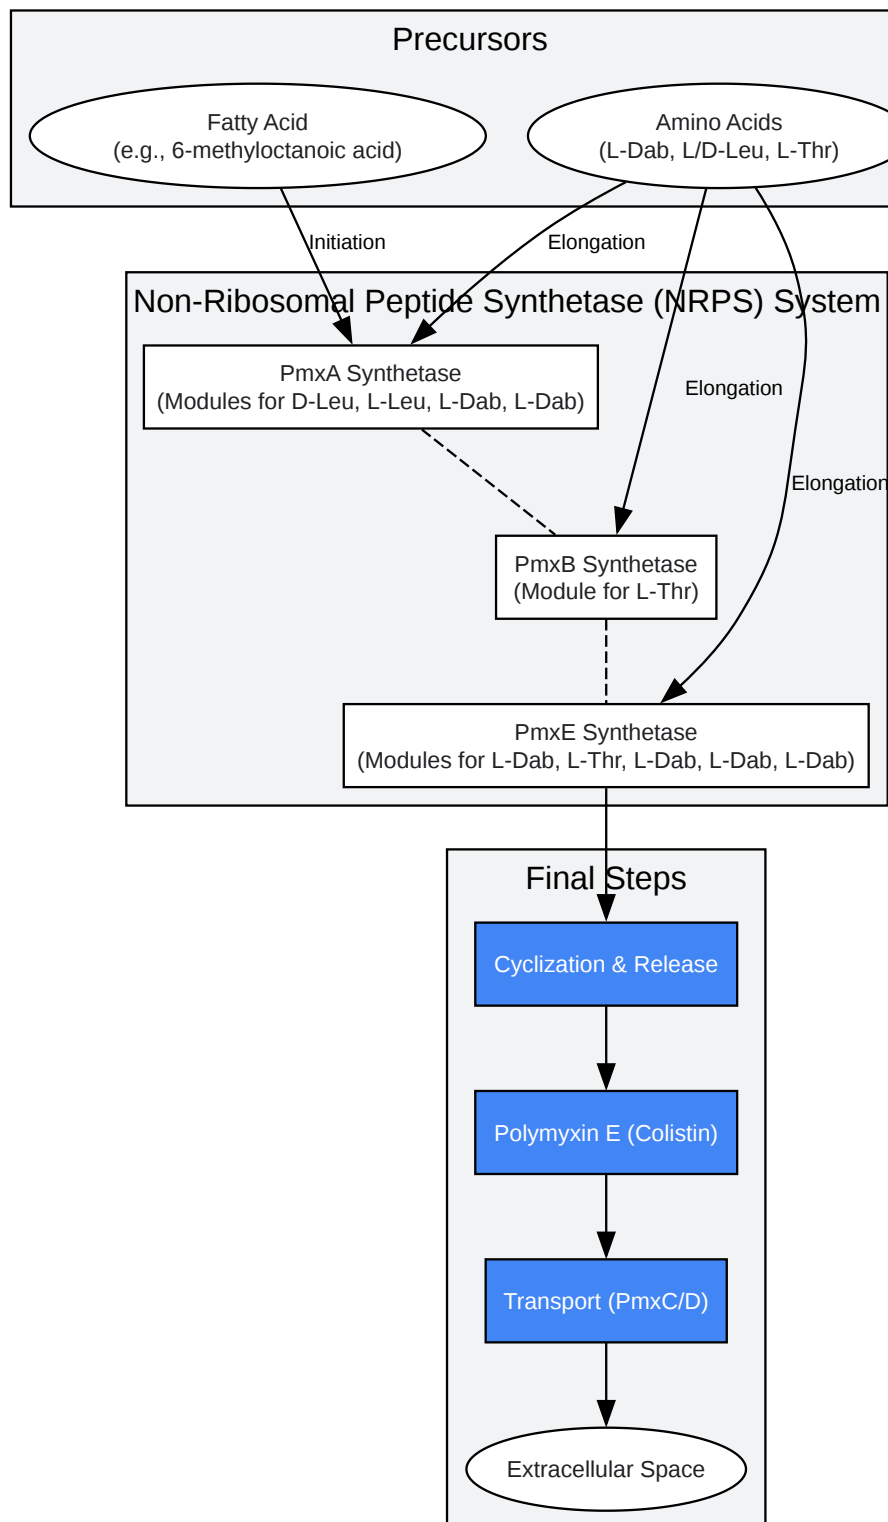 Precursors
Fatty Acid
(e.g., 6-methyloctanoic acid)
Amino Acids
(L-Dab, L/D-Leu, L-Thr)
Initiation
Elongation
Non-Ribosomal Peptide Synthetase (NRPS) System
PmxA Synthetase
(Modules for D-Leu, L-Leu, L-Dab, L-Dab)
Elongation
Elongation
PmxB Synthetase
(Module for L-Thr)
PmxE Synthetase
(Modules for L-Dab, L-Thr, L-Dab, L-Dab, L-Dab)
Final Steps
Cyclization & Release
Polymyxin E (Colistin)
Transport (PmxC/D)
Extracellular Space